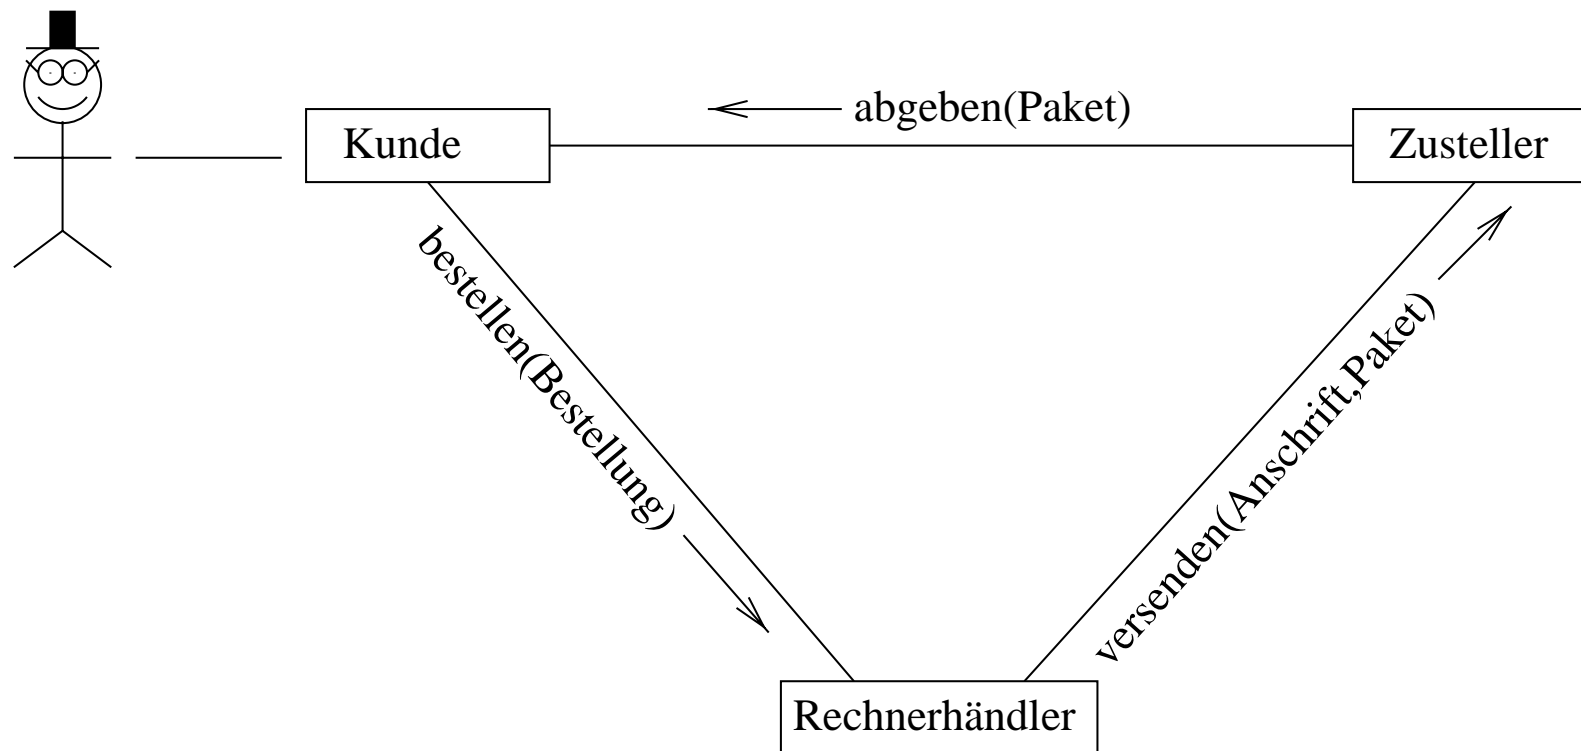 abgeben(Paket)
Kunde
Zusteller
bestellen(Bestellung)
versenden(Anschrift,Paket)
Rechnerhändler